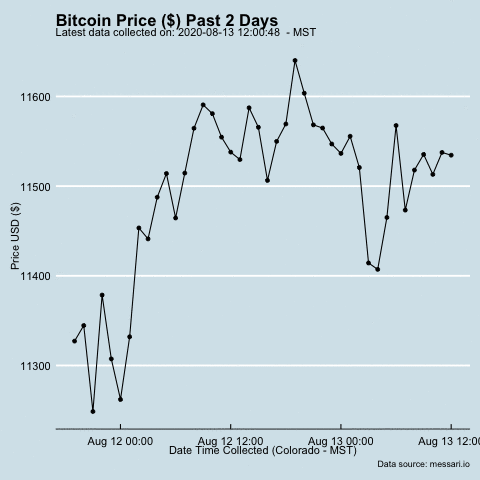 Bitcoin Price ($) Past 2 Days
Latest data collected on: 2020-08-13 12:00:48 - MST
11600
11500
11400
11300
Price USD ($)
Aug 12 00:00 Aug 12 12:00 Aug 13 00:00 Aug 13 12:00
Date Time Collected (Colorado - MST)
Data source: messari.io